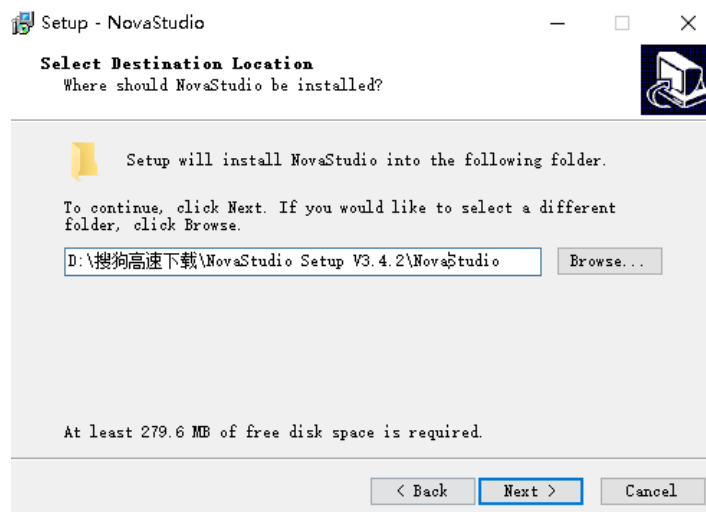 Setup - NovaStudio
Select Destination Location
Where should NovaStudio be installed?
Setup will install NovaStudio into the following folder.
To continue, click Next. If you would like to select a different
folder, click Browse.
D:\搜狗高速下载\NovaStudio Setup V3.4.2\NovaStudio
Browse...
At least 279.6 MB of free disk space is required.
< Back
Next >
Cancel